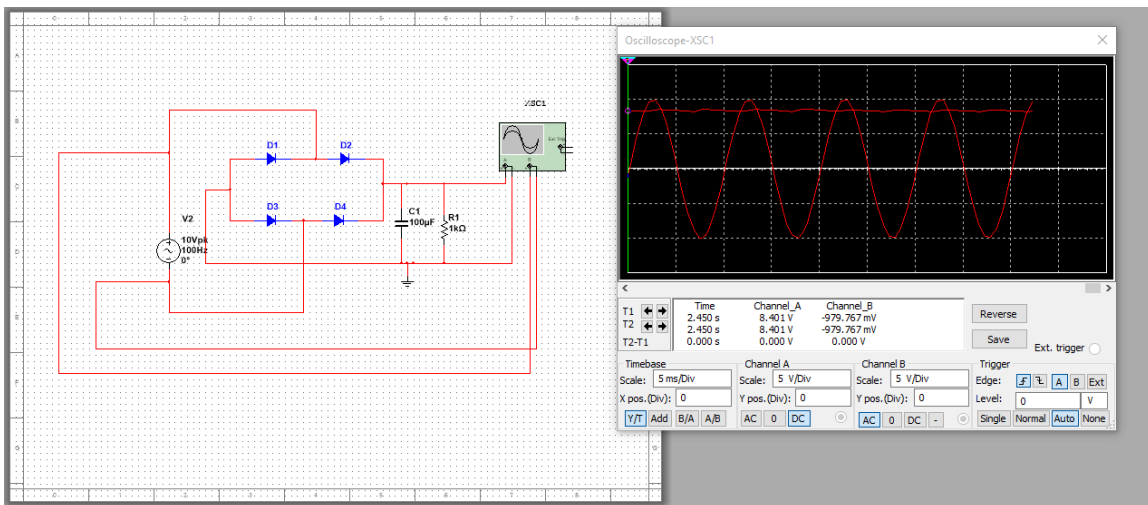 Oscilloscope-XSC1
XSC1
Ext Trig
A B
D1 D2
D3 D4
V2
10Vpk
100Hz
0°
C1
100µF
R1
1kΩ
T1
T2
T2-T1
Time Channel_A Channel_B
2.450 s 8.401 V -979.767 mV
2.450 s 8.401 V -979.767 mV
0.000 s 0.000 V 0.000 V
Reverse
Save
Ext. trigger
Timebase
Scale: 5 ms/Div
X pos.(Div): 0
Y/T Add B/A A/B
Channel A
Scale: 5 V/Div
Y pos.(Div): 0
AC 0 DC
Channel B
Scale: 5 V/Div
Y pos.(Div): 0
AC 0 DC -
Trigger
Edge: A B Ext
Level: 0 V
Single Normal Auto None